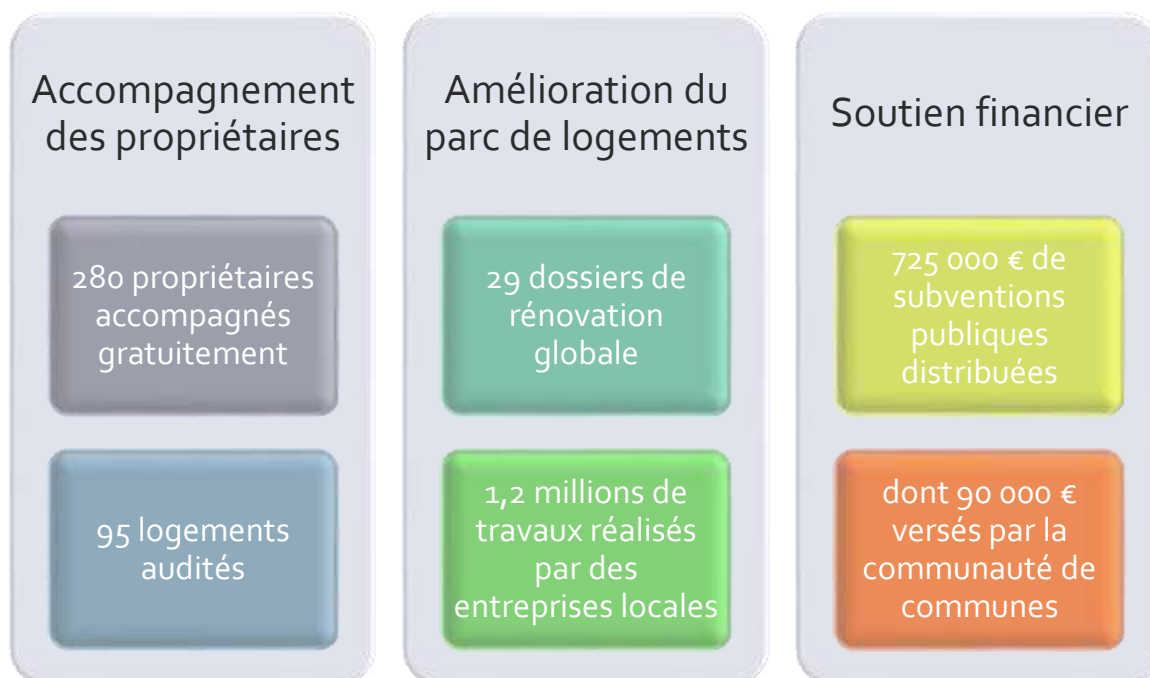 Accompagnement
des propriétaires
280 propriétaires
accompagnés
gratuitement
95 logements
audités
Amélioration du
parc de logements
29 dossiers de
rénovation
globale
1,2 millions de
travaux réalisés
par des
entreprises locales
Soutien financier
725 000 € de
subventions
publiques
distribuées
dont 90 000 €
versés par la
communauté de
communes